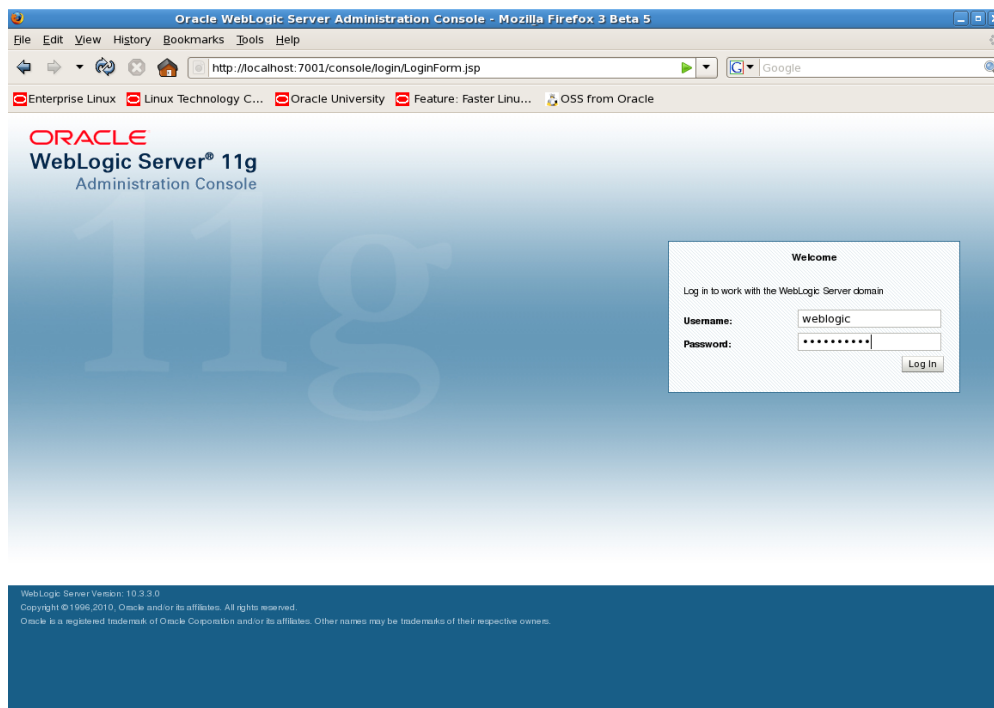 Oracle WebLogic Server Administration Console - Mozilla Firefox 3 Beta 5
File Edit View History Bookmarks Tools Help
http://localhost:7001/console/login/LoginForm.jsp
G Google
Enterprise Linux Linux Technology C... Oracle University Feature: Faster Linu... OSS from Oracle
ORACLE
WebLogic Server® 11g
Administration Console
11g
Welcome
Log in to work with the WebLogic Server domain
Username: weblogic
Password: ••••••••••
Log In
WebLogic Server Version: 10.3.3.0
Copyright © 1996,2010, Oracle and/or its affiliates. All rights reserved.
Oracle is a registered trademark of Oracle Corporation and/or its affiliates. Other names may be trademarks of their respective owners.